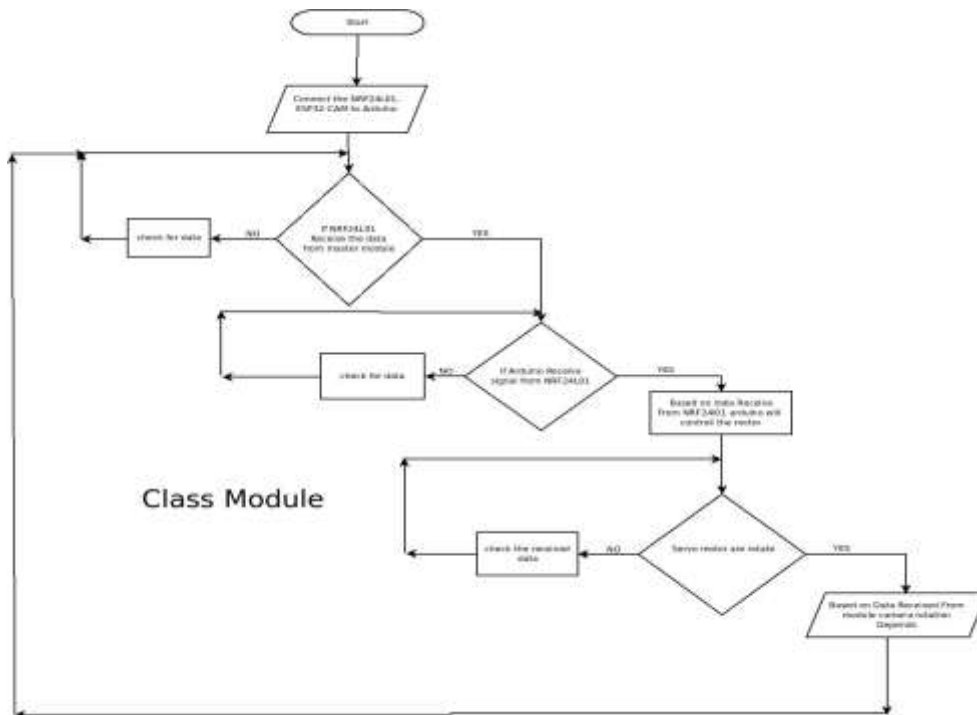 Start
Connect the NRF24L01,
ESP32 CAM to Arduino
If NRF24L01
Receive the data
from master module
NO
YES
check for data
If Arduino Receive
signal from NRF24L01
NO
YES
check for data
Based on Data Receive
From NRF24l01 arduino will
controll the motor
Class Module
Servo motor are rotate
NO
YES
check the receiver
data
Based on Data Received From
module camera rotation
Depends